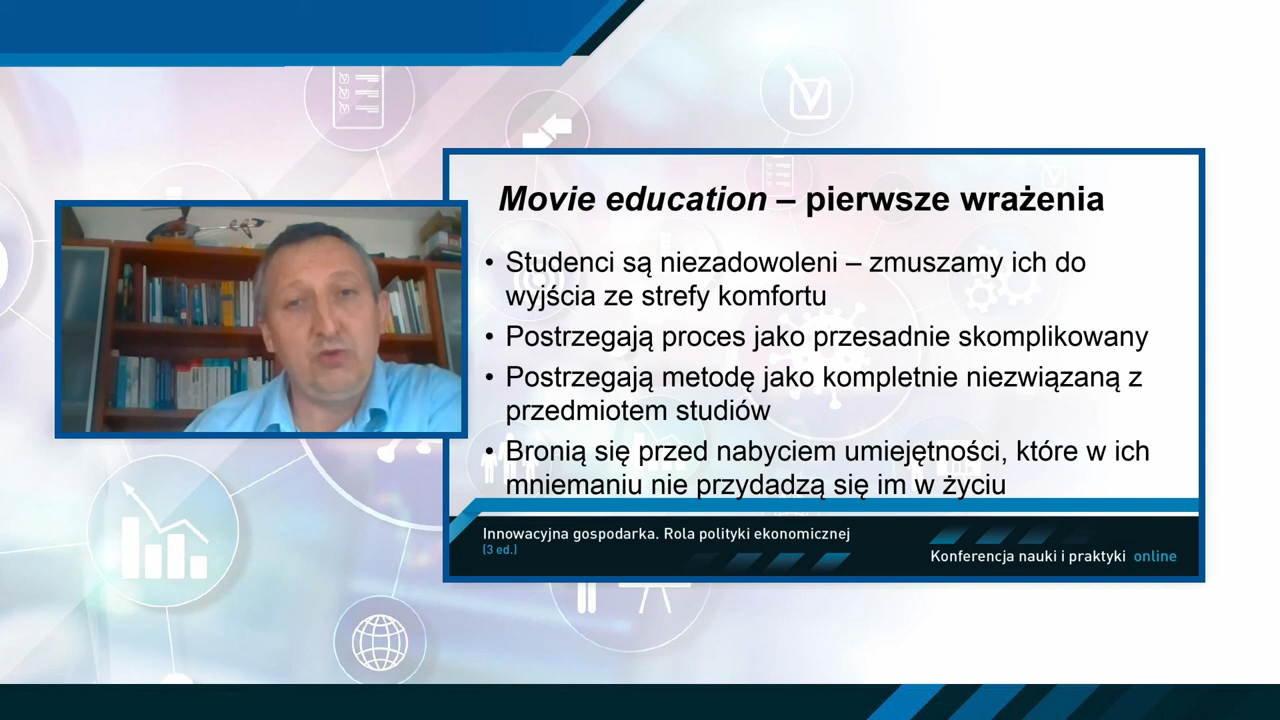 Movie education – pierwsze wrażenia
• Studenci są niezadowoleni – zmuszamy ich do
wyjścia ze strefy komfortu
• Postrzegają proces jako przesadnie skomplikowany
• Postrzegają metodę jako kompletnie niezwiązaną z
przedmiotem studiów
• Bronią się przed nabyciem umiejętności, które w ich
mniemaniu nie przydadzą się im w życiu
Innowacyjna gospodarka. Rola polityki ekonomicznej
(3 ed.)
Konferencja nauki i praktyki online